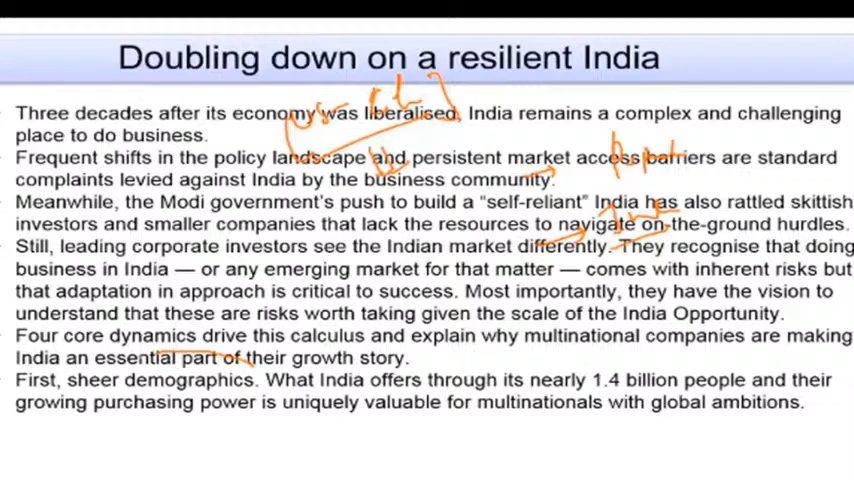 Doubling down on a resilient India
Three decades after its economy was liberalised, India remains a complex and challenging
place to do business.
Frequent shifts in the policy landscape and persistent market access barriers are standard
complaints levied against India by the business community.
Meanwhile, the Modi government's push to build a “self-reliant” India has also rattled skittish
investors and smaller companies that lack the resources to navigate on-the-ground hurdles.
Still, leading corporate investors see the Indian market differently. They recognise that doing
business in India — or any emerging market for that matter — comes with inherent risks but
that adaptation in approach is critical to success. Most importantly, they have the vision to
understand that these are risks worth taking given the scale of the India Opportunity.
Four core dynamics drive this calculus and explain why multinational companies are making
India an essential part of their growth story.
First, sheer demographics. What India offers through its nearly 1.4 billion people and their
growing purchasing power is uniquely valuable for multinationals with global ambitions.